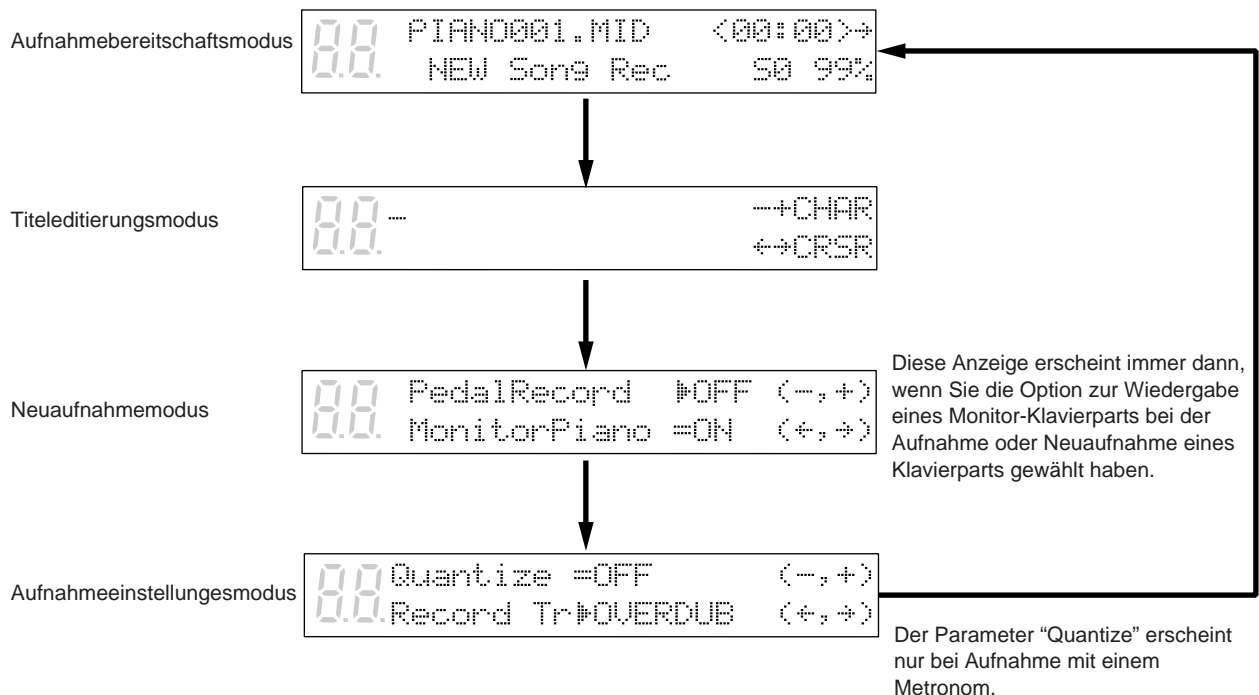 Aufnahmebereitschaftsmodus
PIANO001.MID <00:00>→
NEW Song Rec S0 99%
Titeleditierungsmodus
_ −+CHAR
←→CRSR
Neuaufnahmemodus
PedalRecord ▶OFF (−,+)
MonitorPiano =ON (←,→)
Diese Anzeige erscheint immer dann,
wenn Sie die Option zur Wiedergabe
eines Monitor-Klavierparts bei der
Aufnahme oder Neuaufnahme eines
Klavierparts gewählt haben.
Aufnahmeeinstellungesmodus
Quantize =OFF (−,+)
Record Tr▶OVERDUB (←,→)
Der Parameter “Quantize” erscheint
nur bei Aufnahme mit einem
Metronom.